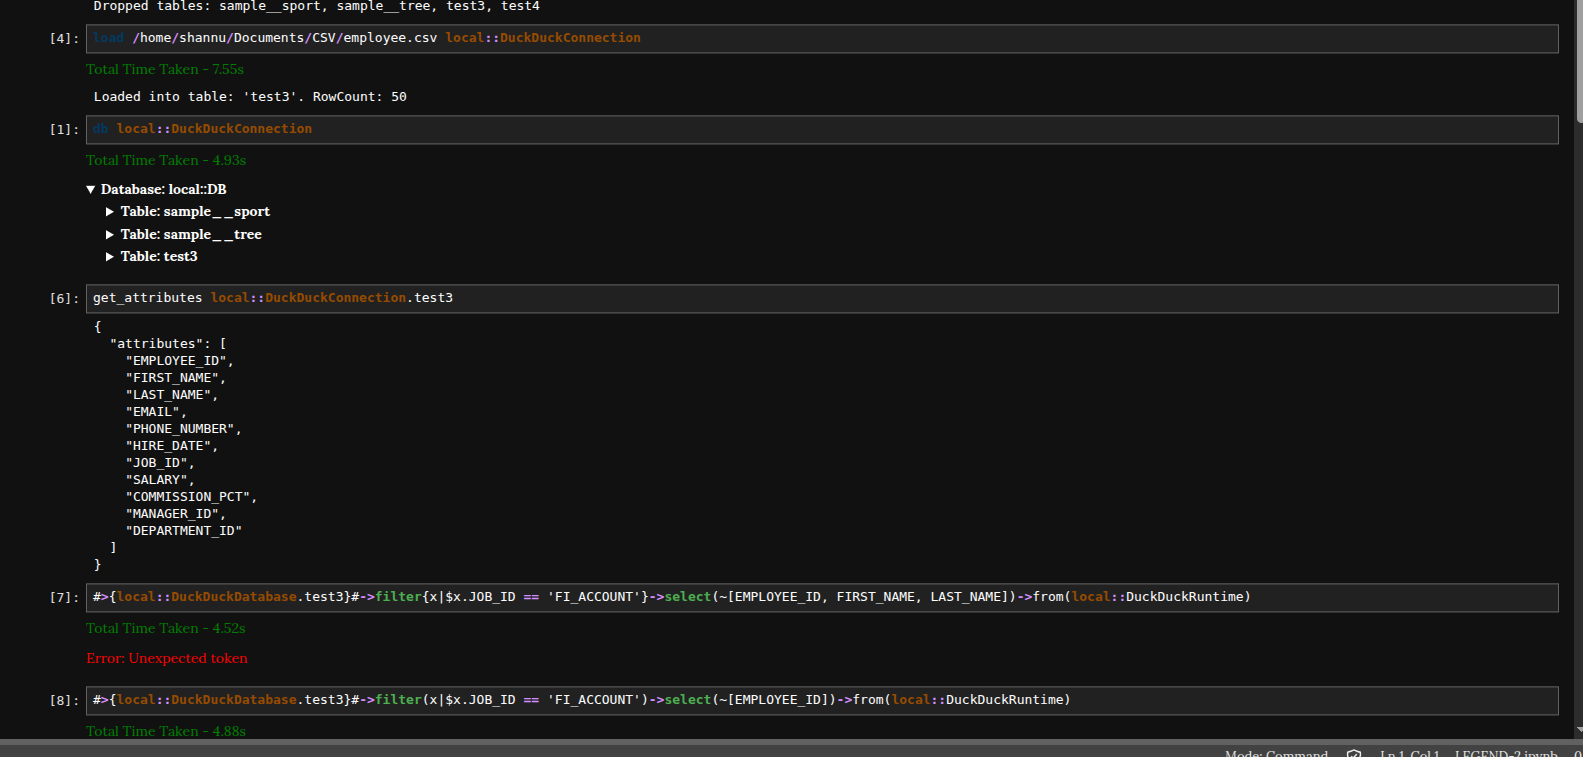 Dropped tables: sample__sport, sample__tree, test3, test4
[4]: load /home/shannu/Documents/CSV/employee.csv local::DuckDuckConnection
Total Time Taken - 7.55s
Loaded into table: 'test3'. RowCount: 50
[1]: db local::DuckDuckConnection
Total Time Taken - 4.93s
▼ Database: local::DB
▶ Table: sample__sport
▶ Table: sample__tree
▶ Table: test3
[6]: get_attributes local::DuckDuckConnection.test3
{
"attributes": [
"EMPLOYEE_ID",
"FIRST_NAME",
"LAST_NAME",
"EMAIL",
"PHONE_NUMBER",
"HIRE_DATE",
"JOB_ID",
"SALARY",
"COMMISSION_PCT",
"MANAGER_ID",
"DEPARTMENT_ID"
]
}
[7]: #>{local::DuckDuckDatabase.test3}#->filter{x|$x.JOB_ID == 'FI_ACCOUNT'}->select(~[EMPLOYEE_ID, FIRST_NAME, LAST_NAME])->from(local::DuckDuckRuntime)
Total Time Taken - 4.52s
Error: Unexpected token
[8]: #>{local::DuckDuckDatabase.test3}#->filter(x|$x.JOB_ID == 'FI_ACCOUNT')->select(~[EMPLOYEE_ID])->from(local::DuckDuckRuntime)
Total Time Taken - 4.88s
Mode: Command Ln 1, Col 1 LEGEND-2.ipynb 0